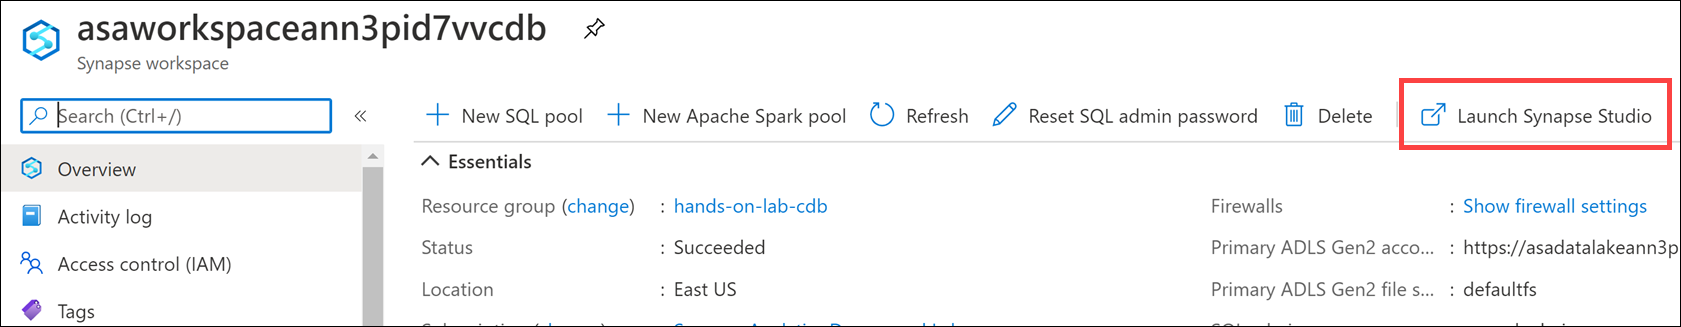 asaworkspaceann3pid7vvcdb
Synapse workspace
Search (Ctrl+/)
«
New SQL pool
New Apache Spark pool
Refresh
Reset SQL admin password
Delete
Launch Synapse Studio
Overview
Activity log
Access control (IAM)
Tags
Essentials
Resource group (change) : hands-on-lab-cdb
Status : Succeeded
Location : East US
Firewalls : Show firewall settings
Primary ADLS Gen2 acco... : https://asadatalakeann3p
Primary ADLS Gen2 file s... : defaultfs